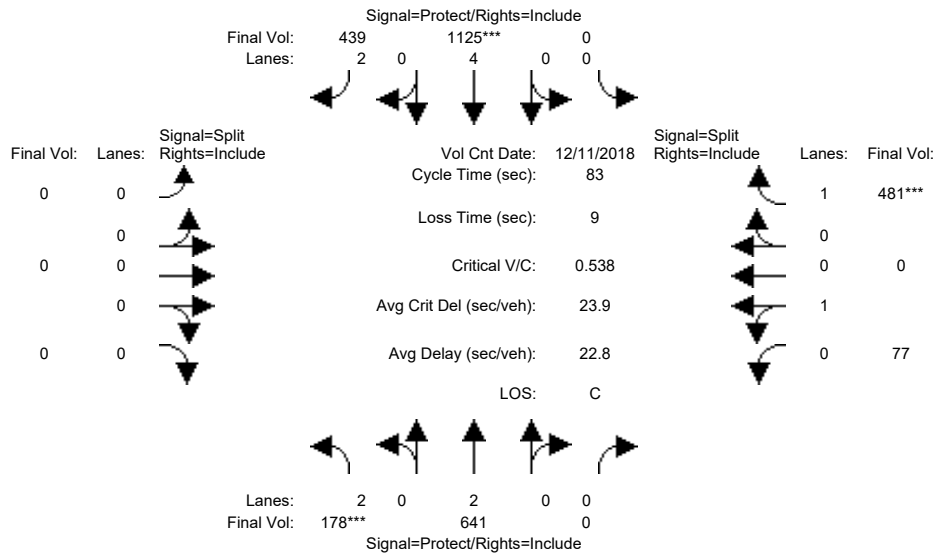 Signal=Protect/Rights=Include
Final Vol: 439 1125*** 0
Lanes: 2 0 4 0 0
Signal=Split Signal=Split
Final Vol: Lanes: Rights=Include Vol Cnt Date: 12/11/2018 Rights=Include Lanes: Final Vol:
Cycle Time (sec): 83
0 0 1 481***
Loss Time (sec): 9
0 0
0 0 Critical V/C: 0.538 0 0
0 Avg Crit Del (sec/veh): 23.9 1
0 0 Avg Delay (sec/veh): 22.8 0 77
LOS: C
Lanes: 2 0 2 0 0
Final Vol: 178*** 641 0
Signal=Protect/Rights=Include